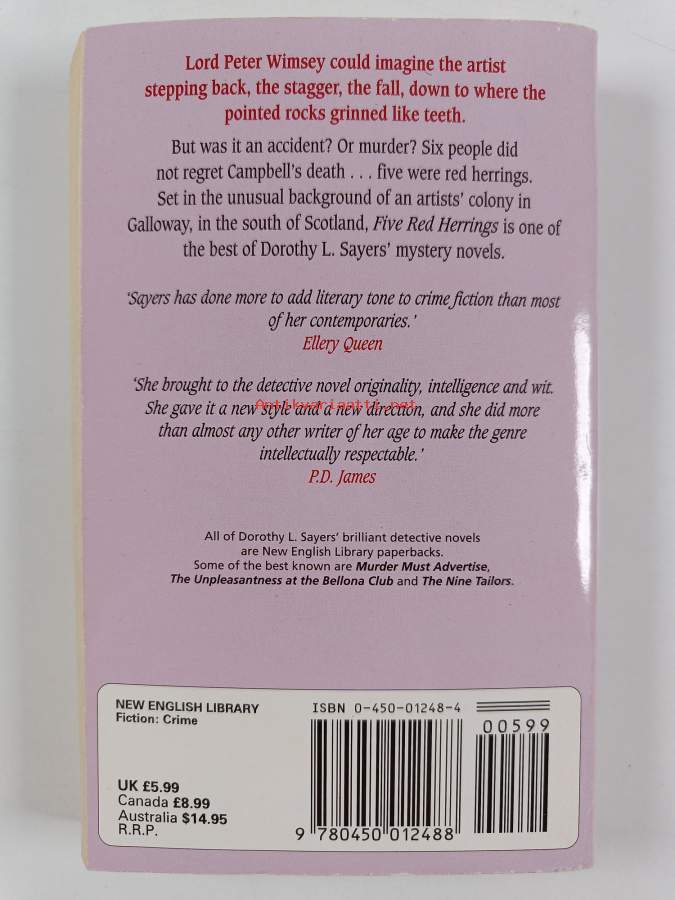 Lord Peter Wimsey could imagine the artist
stepping back, the stagger, the fall, down to where the
pointed rocks grinned like teeth.
But was it an accident? Or murder? Six people did
not regret Campbell's death . . . five were red herrings.
Set in the unusual background of an artists' colony in
Galloway, in the south of Scotland, Five Red Herrings is one of
the best of Dorothy L. Sayers' mystery novels.
'Sayers has done more to add literary tone to crime fiction than most
of her contemporaries.'
Ellery Queen
'She brought to the detective novel originality, intelligence and wit.
She gave it a new style and a new direction, and she did more
Antikvariaatti.net
than almost any other writer of her age to make the genre
intellectually respectable.'
P.D. James
All of Dorothy L. Sayers' brilliant detective novels
are New English Library paperbacks.
Some of the best known are Murder Must Advertise,
The Unpleasantness at the Bellona Club and The Nine Tailors.
NEW ENGLISH LIBRARY
Fiction: Crime
UK £5.99
Canada £8.99
Australia $14.95
R.R.P.
ISBN 0-450-01248-4
00599
9 780450 012488